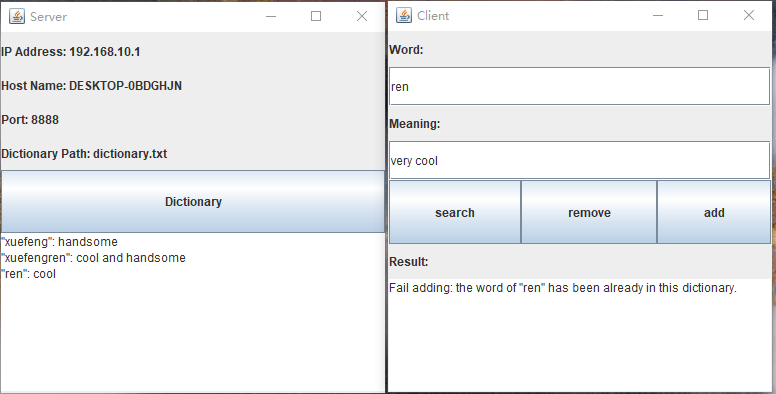 Server
IP Address: 192.168.10.1
Host Name: DESKTOP-0BDGHJN
Port: 8888
Dictionary Path: dictionary.txt
Dictionary
"xuefeng": handsome
"xuefengren": cool and handsome
"ren": cool
Client
Word:
ren
Meaning:
very cool
search remove add
Result:
Fail adding: the word of "ren" has been already in this dictionary.